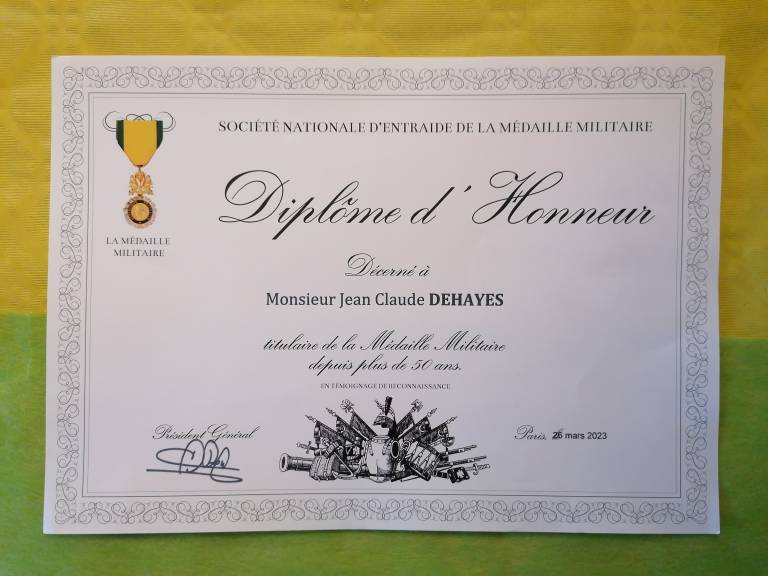 SOCIÉTÉ NATIONALE D'ENTRAIDE DE LA MÉDAILLE MILITAIRE
Diplôme d'Honneur
LA MÉDAILLE
MILITAIRE
Décerné à
Monsieur Jean Claude DEHAYES
titulaire de la Médaille Militaire
depuis plus de 50 ans.
EN TÉMOIGNAGE DE RECONNAISSANCE
Président Général
Paris, 26 mars 2023